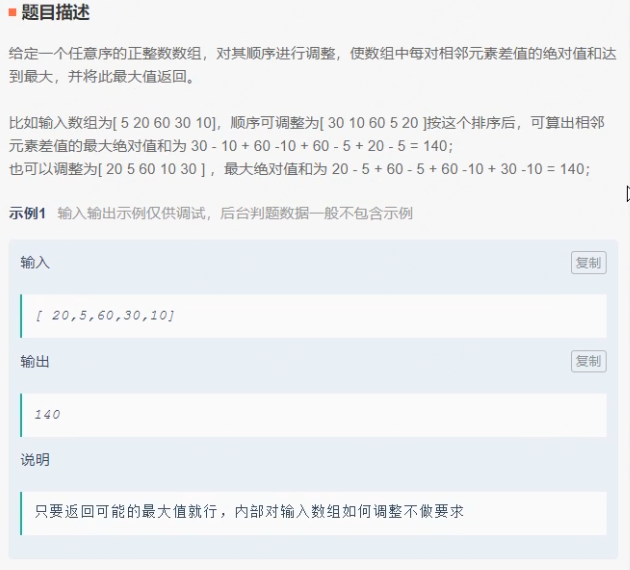 题目描述
给定一个任意序的正整数数组，对其顺序进行调整，使数组中每对相邻元素差值的绝对值和达
到最大，并将此最大值返回。
比如输入数组为[ 5 20 60 30 10]，顺序可调整为[ 30 10 60 5 20 ]按这个排序后，可算出相邻
元素差值的最大绝对值和为 30 - 10 + 60 -10 + 60 - 5 + 20 - 5 = 140；
也可以调整为[ 20 5 60 10 30 ] ，最大绝对值和为 20 - 5 + 60 - 5 + 60 -10 + 30 -10 = 140；
示例1 输入输出示例仅供调试，后台判题数据一般不包含示例
输入
复制
[ 20,5,60,30,10]
输出
复制
140
说明
只要返回可能的最大值就行，内部对输入数组如何调整不做要求